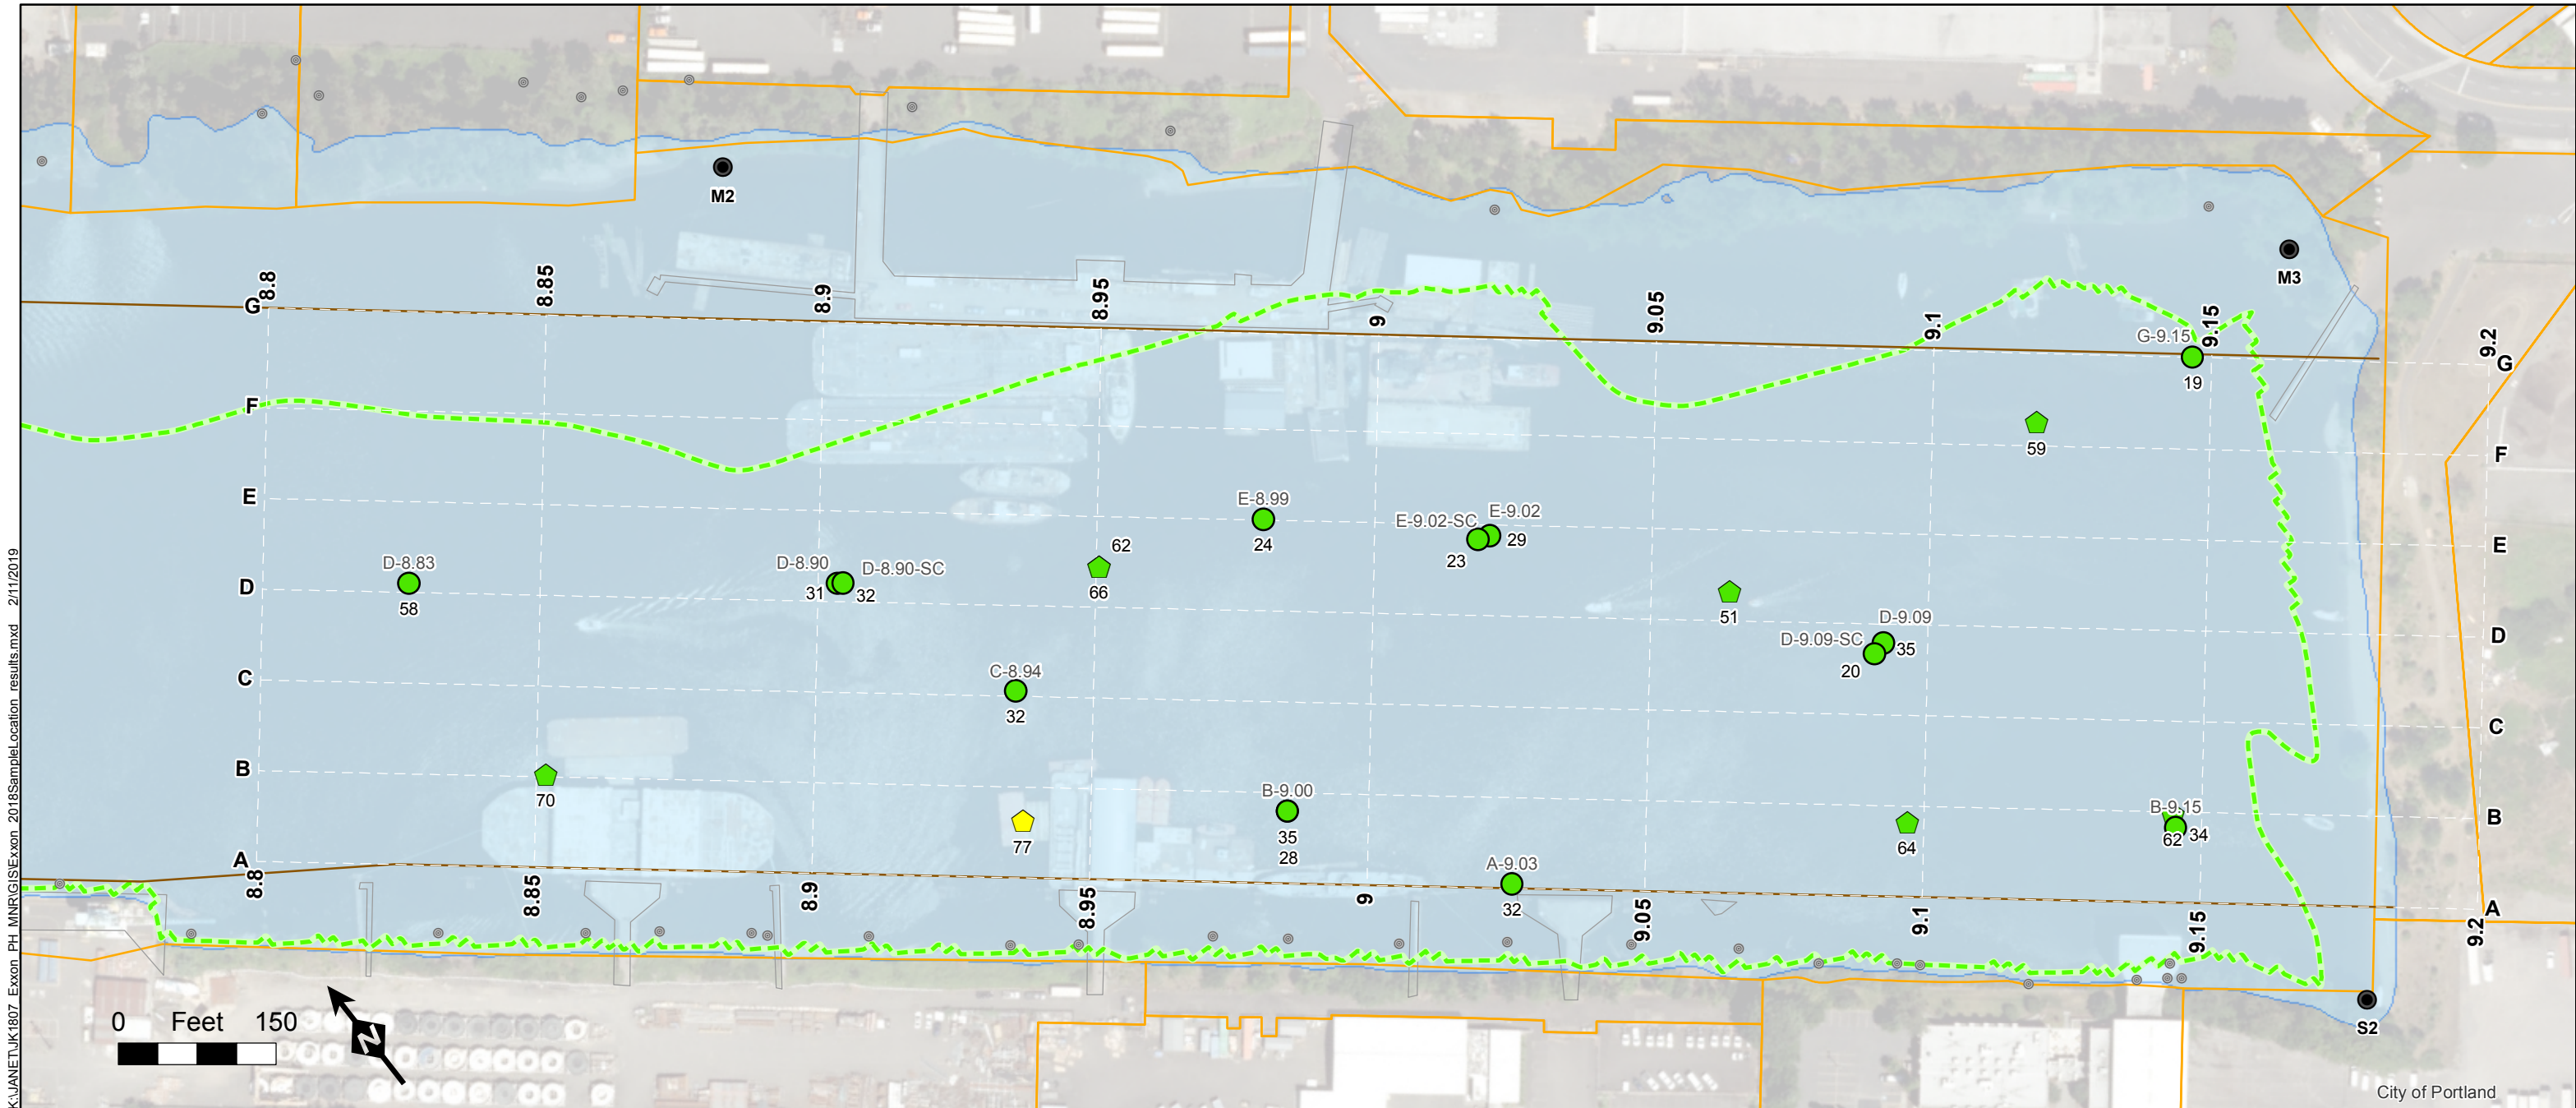 M2
M3
8.8
8.85
8.9
8.95
9
9.05
9.1
9.15
9.2
G
G
G-9.15
19
F
F
59
E
E
E-8.99
24
E-9.02-SC
E-9.02
29
23
62
66
D-8.83
58
D-8.90
D-8.90-SC
31
32
D
D
51
D-9.09
D-9.09-SC
35
20
C
C
C-8.94
32
B
B
70
77
B-9.00
35
28
64
B-9.15
62
34
A
A
A-9.03
32
8.8
8.85
8.9
8.95
9
9.05
9.1
9.15
9.2
S2
0 Feet 150
N
City of Portland
K:\JANET\JK1807_Exxon_PH_MNR\GIS\Exxon_2018SampleLocation_results.mxd 2/11/2019